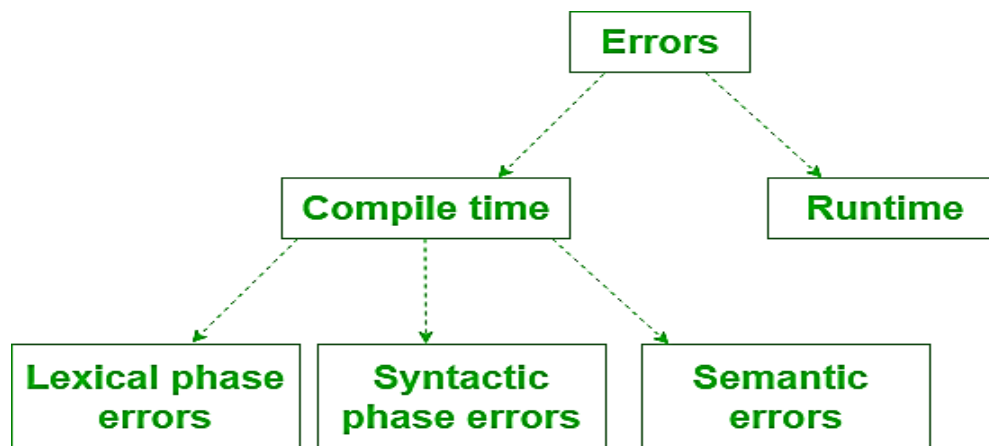 Errors
Compile time
Runtime
Lexical phase
errors
Syntactic
phase errors
Semantic
errors